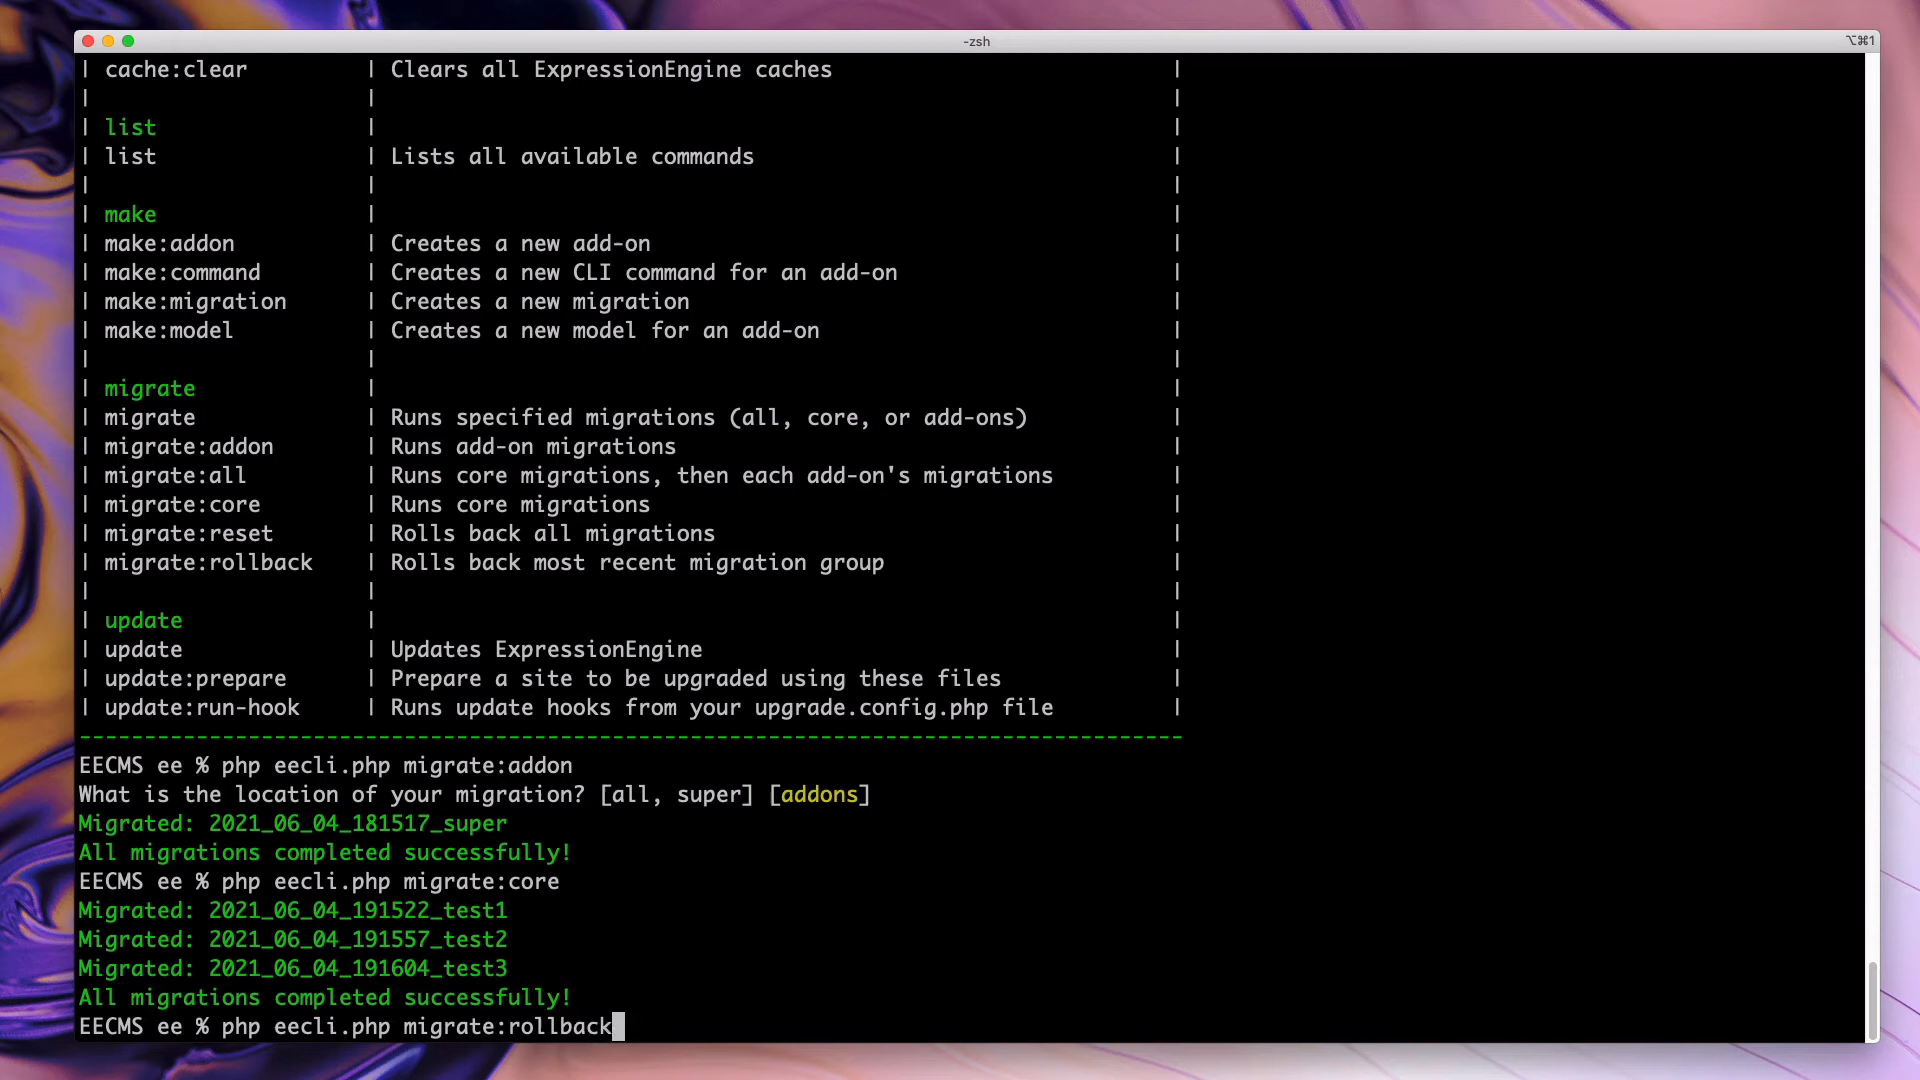 -zsh
⌥⌘1
| cache:clear | Clears all ExpressionEngine caches |
| | |
| list | |
| list | Lists all available commands |
| | |
| make | |
| make:addon | Creates a new add-on |
| make:command | Creates a new CLI command for an add-on |
| make:migration | Creates a new migration |
| make:model | Creates a new model for an add-on |
| | |
| migrate | |
| migrate | Runs specified migrations (all, core, or add-ons) |
| migrate:addon | Runs add-on migrations |
| migrate:all | Runs core migrations, then each add-on's migrations |
| migrate:core | Runs core migrations |
| migrate:reset | Rolls back all migrations |
| migrate:rollback | Rolls back most recent migration group |
| | |
| update | |
| update | Updates ExpressionEngine |
| update:prepare | Prepare a site to be upgraded using these files |
| update:run-hook | Runs update hooks from your upgrade.config.php file |
-------------------------------------------------------------------------------------
EECMS ee % php eecli.php migrate:addon
What is the location of your migration? [all, super] [addons]
Migrated: 2021_06_04_181517_super
All migrations completed successfully!
EECMS ee % php eecli.php migrate:core
Migrated: 2021_06_04_191522_test1
Migrated: 2021_06_04_191557_test2
Migrated: 2021_06_04_191604_test3
All migrations completed successfully!
EECMS ee % php eecli.php migrate:rollback